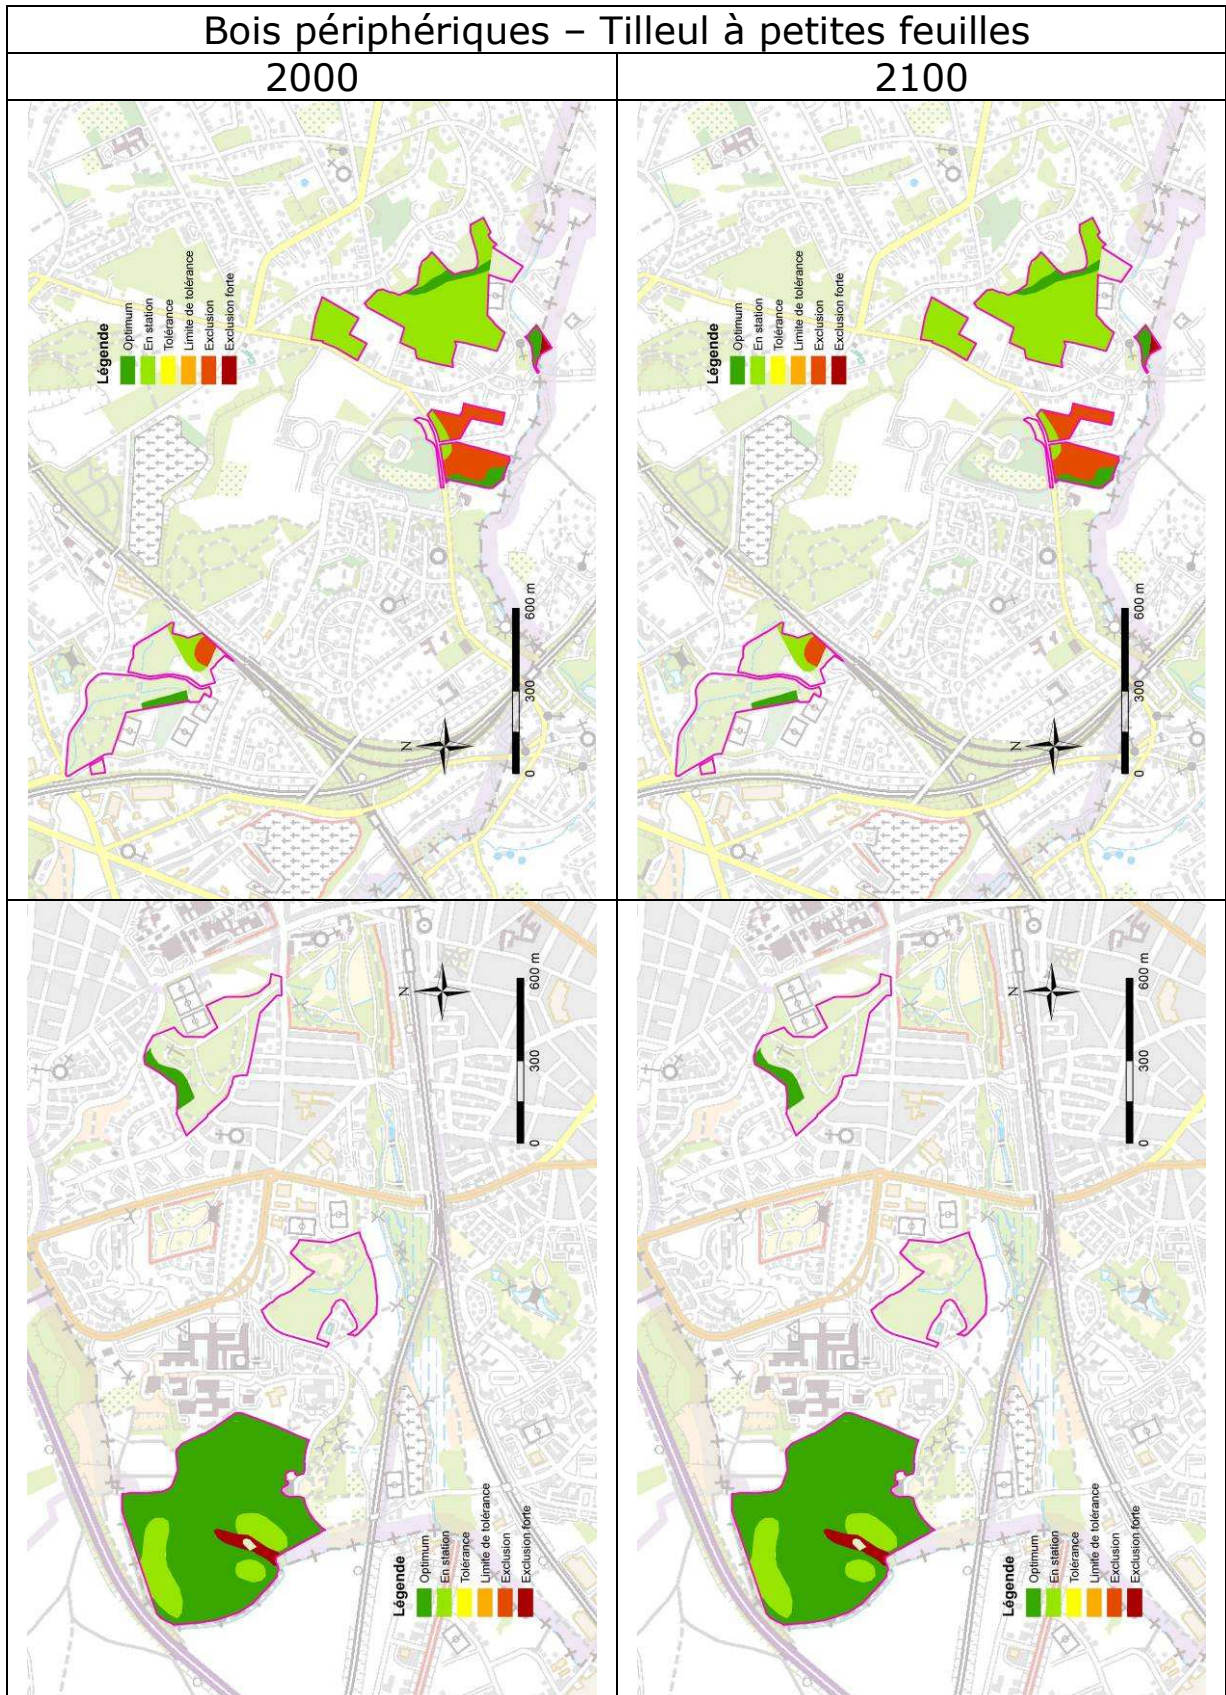 Bois périphériques – Tilleul à petites feuilles
2000
2100
Légende
Optimum
En station
Tolérance
Limite de tolérance
Exclusion
Exclusion forte
N
0
300
600 m
Légende
Optimum
En station
Tolérance
Limite de tolérance
Exclusion
Exclusion forte
N
0
300
600 m
N
0
300
600 m
Légende
Optimum
En station
Tolérance
Limite de tolérance
Exclusion
Exclusion forte
N
0
300
600 m
Légende
Optimum
En station
Tolérance
Limite de tolérance
Exclusion
Exclusion forte